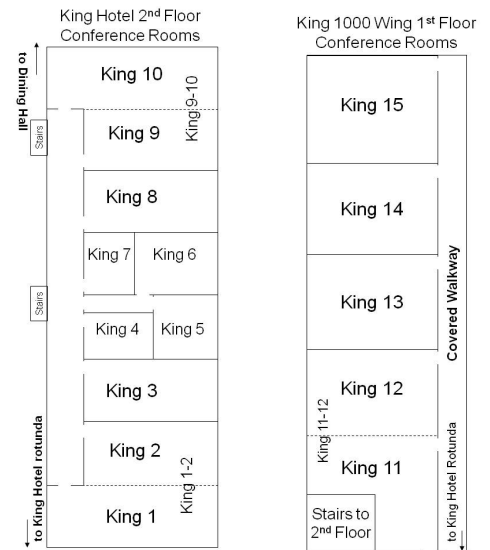 King Hotel 2nd Floor
Conference Rooms
to Dining Hall
King 10
King 9-10
Stairs
King 9
King 8
King 7
King 6
Stairs
King 4
King 5
King 3
King 2
King 1-2
King 1
to King Hotel rotunda
King 1000 Wing 1st Floor
Conference Rooms
King 15
King 14
King 13
Covered Walkway
King 12
King 11-12
King 11
to King Hotel Rotunda
Stairs to
2nd Floor